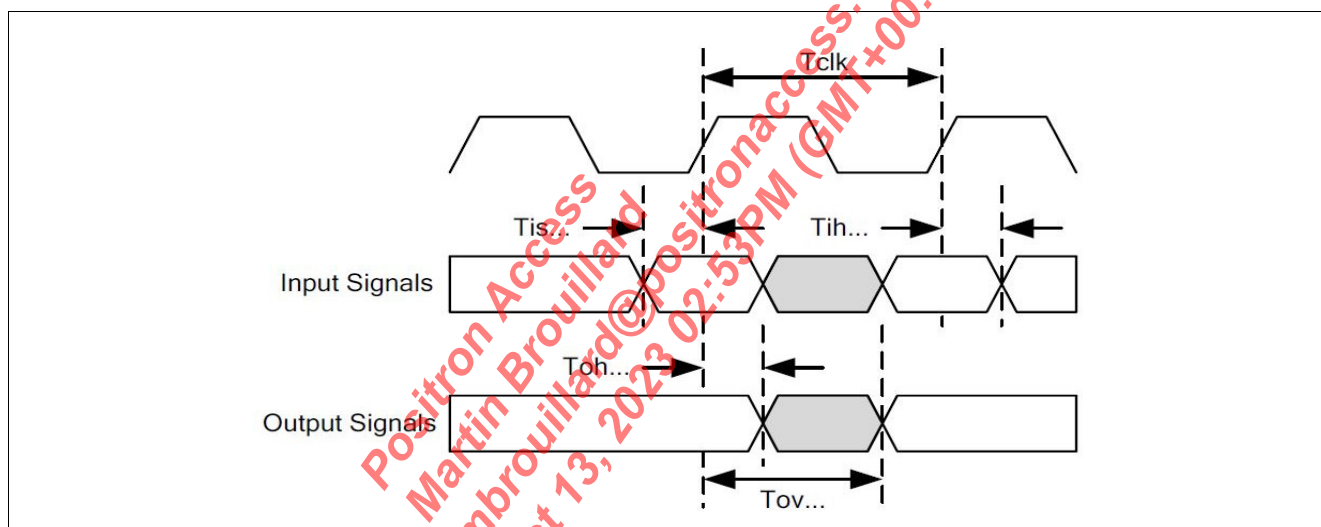 Tclk
Tis...
Tih...
Input Signals
Toh...
Output Signals
Tov...
Positron Access
Martin Brouillard
mbrouillard@positronaccess.
13, 2023 02:53PM (GMT+00: